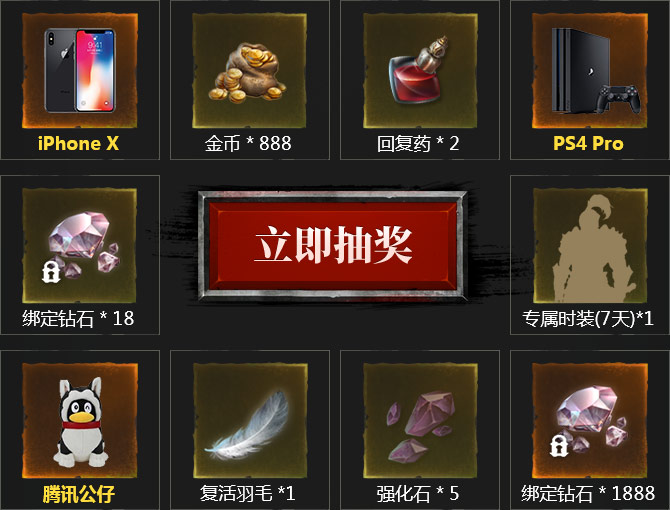 iPhone X
金币 * 888
回复药 * 2
PS4 Pro
绑定钻石 * 18
立即抽奖
专属时装(7天)*1
腾讯公仔
复活羽毛 *1
强化石 * 5
绑定钻石 * 1888